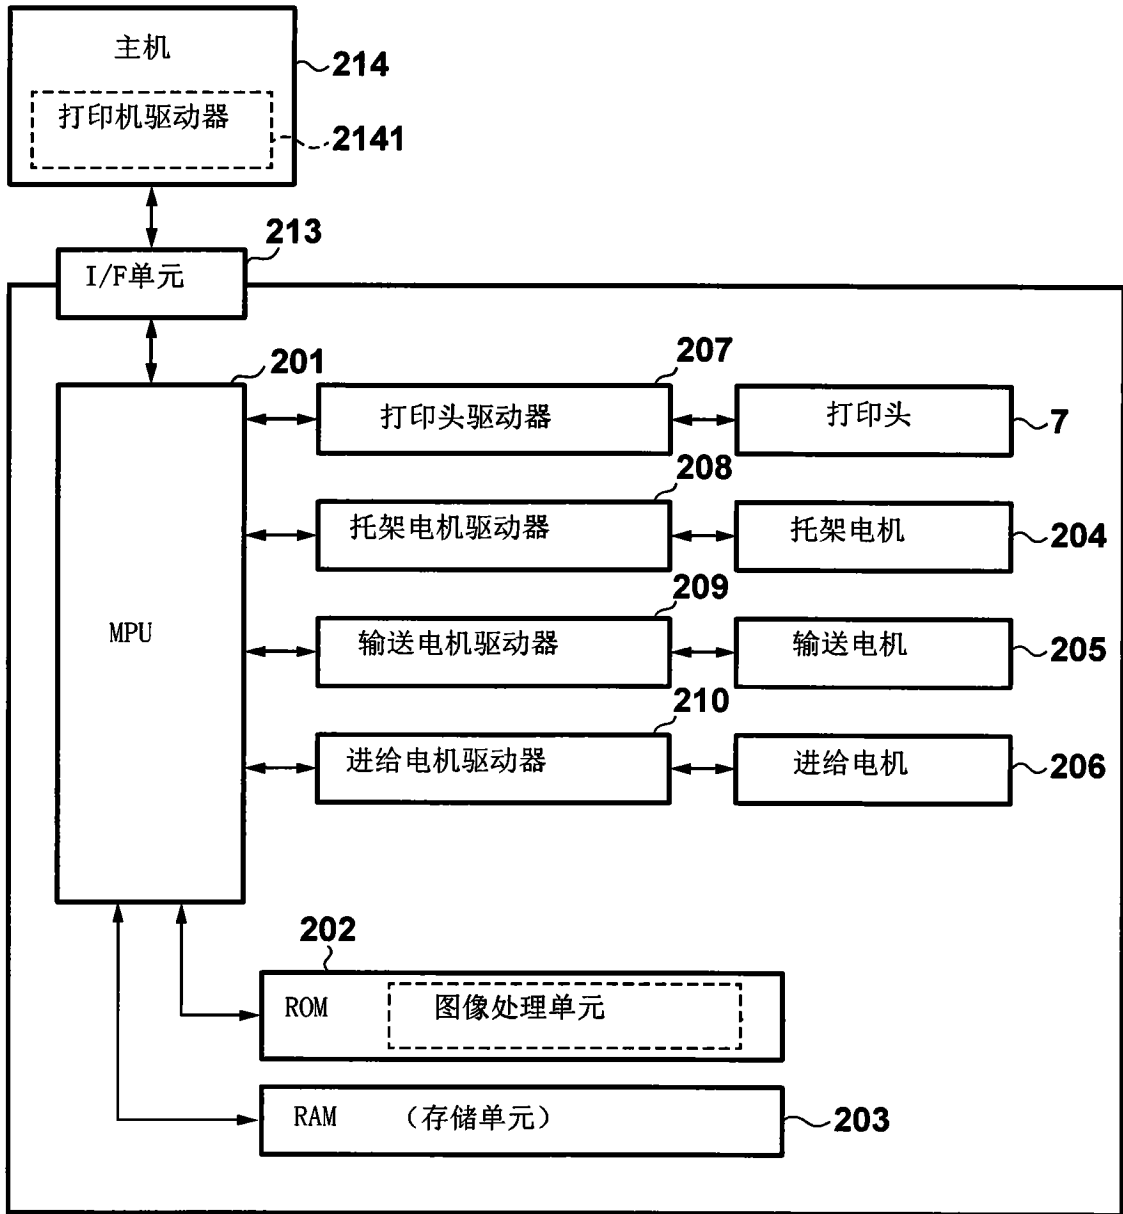 主机
214
打印机驱动器
2141
213
I/F单元
201
207
打印头驱动器
打印头
7
208
托架电机驱动器
托架电机
204
209
MPU
输送电机驱动器
输送电机
205
210
进给电机驱动器
进给电机
206
202
ROM
图像处理单元
RAM (存储单元)
203